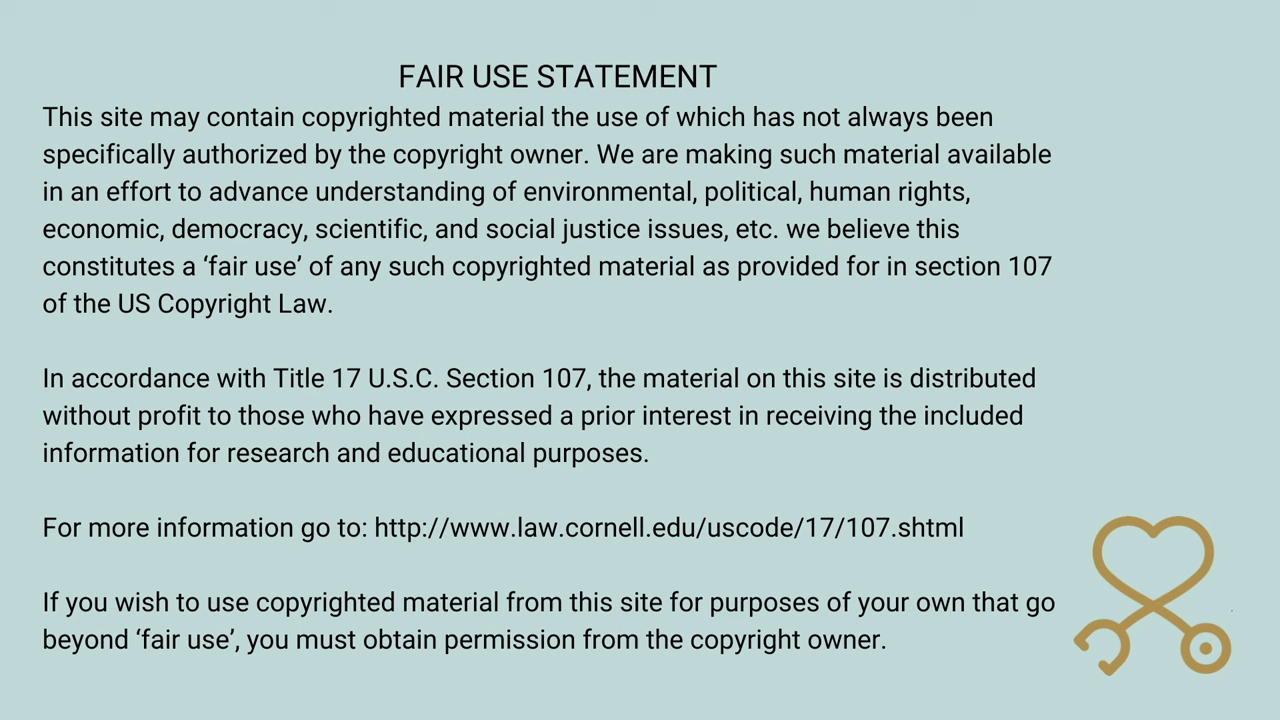 FAIR USE STATEMENT
This site may contain copyrighted material the use of which has not always been
specifically authorized by the copyright owner. We are making such material available
in an effort to advance understanding of environmental, political, human rights,
economic, democracy, scientific, and social justice issues, etc. we believe this
constitutes a ‘fair use’ of any such copyrighted material as provided for in section 107
of the US Copyright Law.
In accordance with Title 17 U.S.C. Section 107, the material on this site is distributed
without profit to those who have expressed a prior interest in receiving the included
information for research and educational purposes.
For more information go to: http://www.law.cornell.edu/uscode/17/107.shtml
If you wish to use copyrighted material from this site for purposes of your own that go
beyond ‘fair use’, you must obtain permission from the copyright owner.